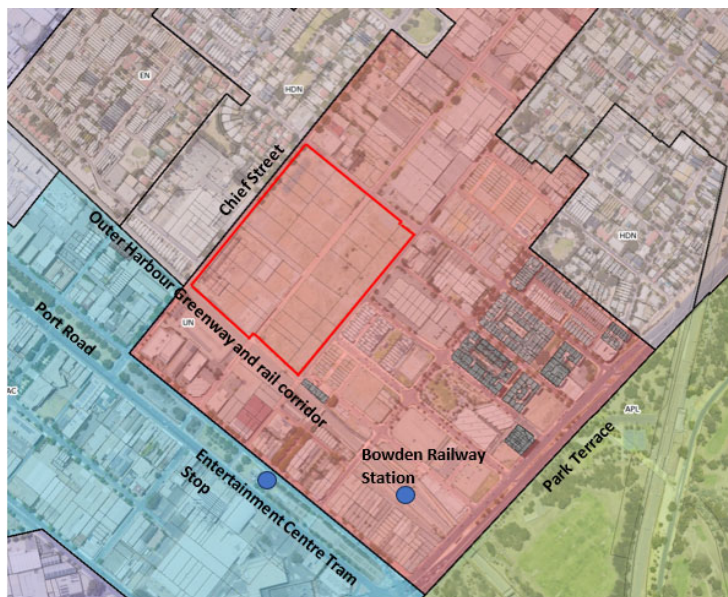 EN
HDN
Chief Street
HDN
Outer Harbour Greenway and rail corridor
UN
Port Road
AC
APL
Bowden Railway
Station
Park Terrace
Entertainment Centre Tram
Stop